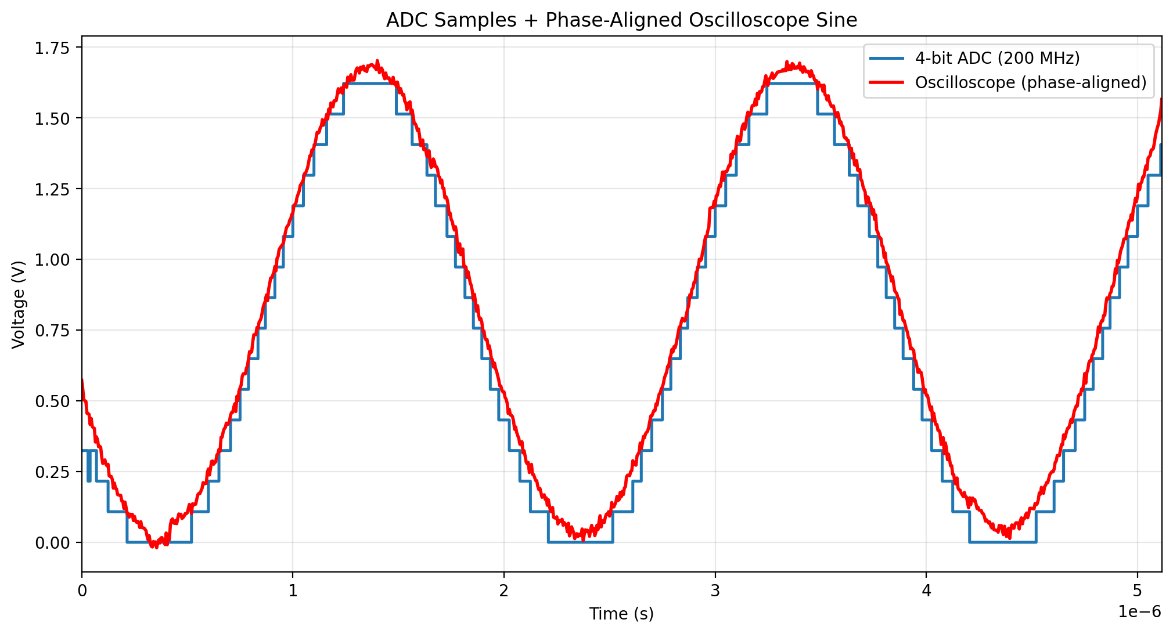 ADC Samples + Phase-Aligned Oscilloscope Sine
4-bit ADC (200 MHz)
Oscilloscope (phase-aligned)
Voltage (V)
1.75
1.50
1.25
1.00
0.75
0.50
0.25
0.00
0 1 2 3 4 5
1e−6
Time (s)